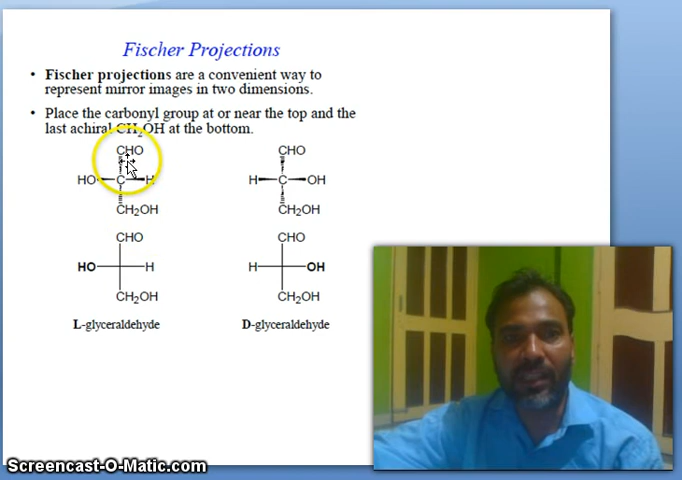 Fischer Projections
• Fischer projections are a convenient way to
represent mirror images in two dimensions.
• Place the carbonyl group at or near the top and the
last achiral CH2OH at the bottom.
CHO CHO
HO C H H C OH
CH2OH CH2OH
CHO CHO
HO H H OH
CH2OH CH2OH
L-glyceraldehyde D-glyceraldehyde
Screencast-O-Matic.com